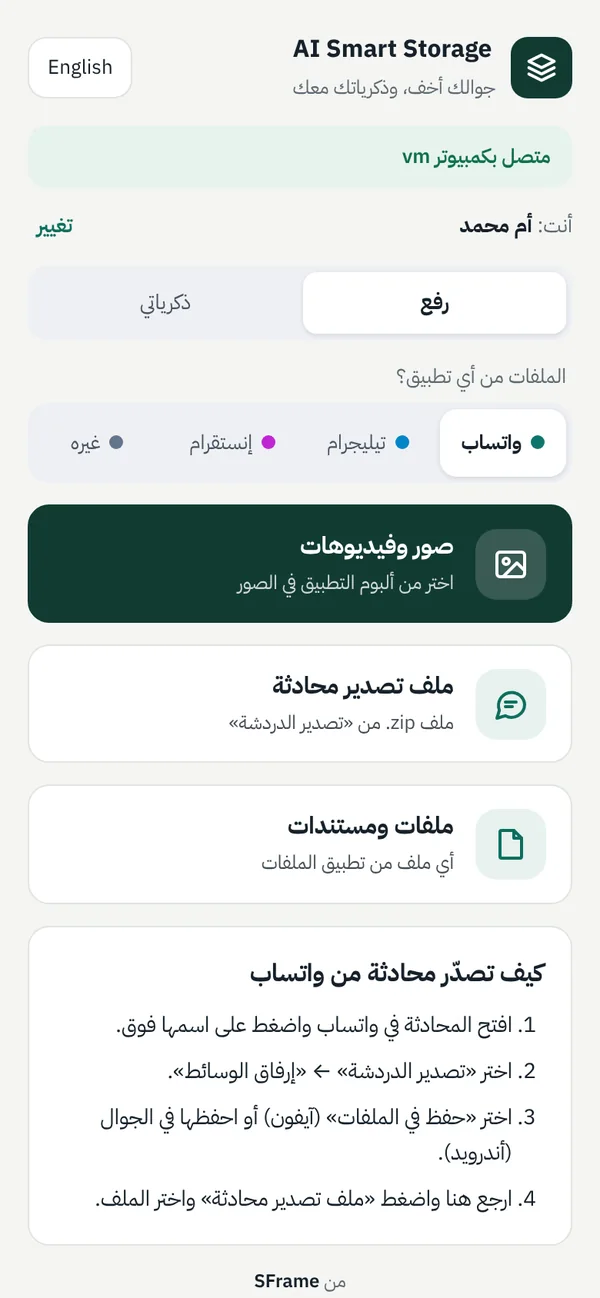 AI Smart Storage
جوالك أخف، وذكرياتك معك
English
متصل بكمبيوتر vm
أنت: أم محمد
تغيير
رفع
ذكرياتي
الملفات من أي تطبيق؟
واتساب
تيليجرام
إنستقرام
غيره
صور وفيديوهات
اختر من ألبوم التطبيق في الصور
ملف تصدير محادثة
ملف .zip من «تصدير الدردشة»
ملفات ومستندات
أي ملف من تطبيق الملفات
كيف تصدّر محادثة من واتساب
1. افتح المحادثة في واتساب واضغط على اسمها فوق.
2. اختر «تصدير الدردشة» ← «إرفاق الوسائط».
3. اختر «حفظ في الملفات» (آيفون) أو احفظها في الجوال
(أندرويد).
4. ارجع هنا واضغط «ملف تصدير محادثة» واختر الملف.
من SFrame